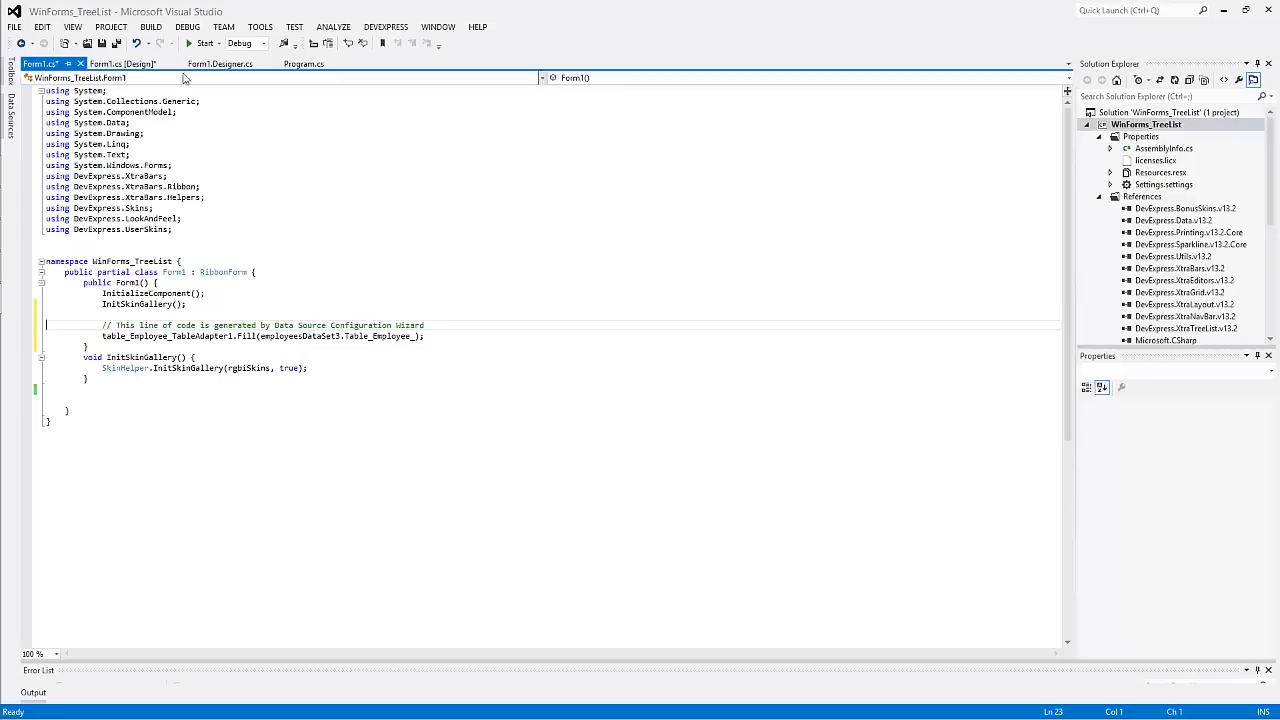 WinForms_TreeList - Microsoft Visual Studio
Quick Launch (Ctrl+Q)
FILE EDIT VIEW PROJECT BUILD DEBUG TEAM TOOLS TEST ANALYZE DEVEXPRESS WINDOW HELP
Start Debug
Form1.cs* Form1.cs [Design]* Form1.Designer.cs Program.cs
WinForms_TreeList.Form1 Form1()
Toolbox
Data Sources
using System;
using System.Collections.Generic;
using System.ComponentModel;
using System.Data;
using System.Drawing;
using System.Linq;
using System.Text;
using System.Windows.Forms;
using DevExpress.XtraBars;
using DevExpress.XtraBars.Ribbon;
using DevExpress.XtraBars.Helpers;
using DevExpress.Skins;
using DevExpress.LookAndFeel;
using DevExpress.UserSkins;
namespace WinForms_TreeList {
public partial class Form1 : RibbonForm {
public Form1() {
InitializeComponent();
InitSkinGallery();
// This line of code is generated by Data Source Configuration Wizard
table_Employee_TableAdapter1.Fill(employeesDataSet3.Table_Employee_);
}
void InitSkinGallery() {
SkinHelper.InitSkinGallery(rgbiSkins, true);
}
}
}
100 %
Solution Explorer
Search Solution Explorer (Ctrl+;)
Solution 'WinForms_TreeList' (1 project)
WinForms_TreeList
Properties
AssemblyInfo.cs
licenses.licx
Resources.resx
Settings.settings
References
DevExpress.BonusSkins.v13.2
DevExpress.Data.v13.2
DevExpress.Printing.v13.2.Core
DevExpress.Sparkline.v13.2.Core
DevExpress.Utils.v13.2
DevExpress.XtraBars.v13.2
DevExpress.XtraEditors.v13.2
DevExpress.XtraGrid.v13.2
DevExpress.XtraLayout.v13.2
DevExpress.XtraNavBar.v13.2
DevExpress.XtraTreeList.v13.2
Microsoft.CSharp
Properties
Error List
Output
Ready Ln 23 Col 1 Ch 1 INS